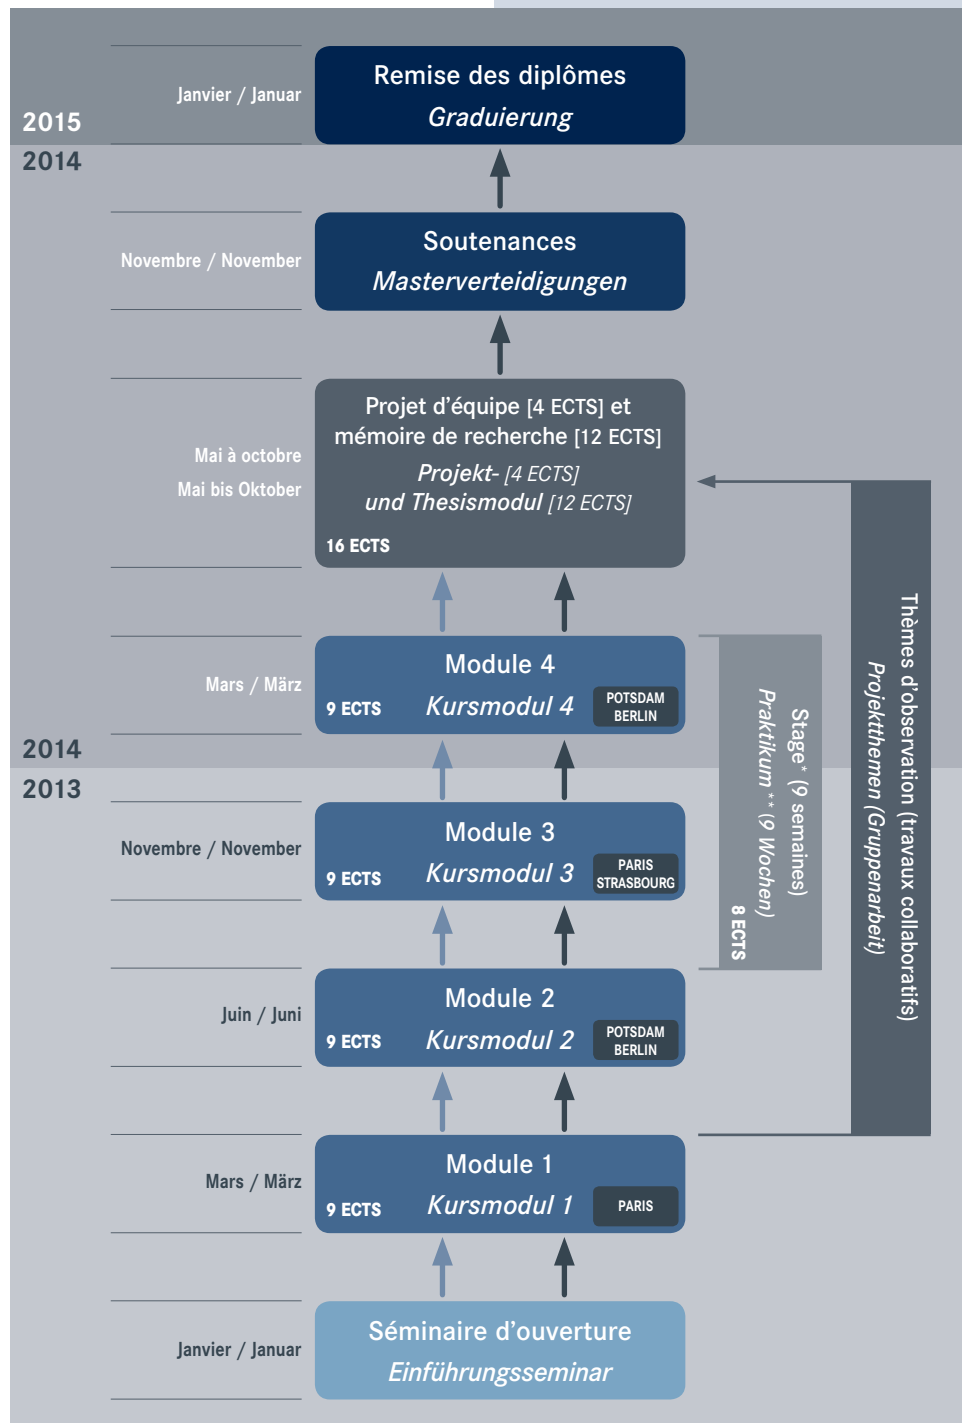 Janvier / Januar
Remise des diplômes
Graduierung
2015
2014
Novembre / November
Soutenances
Masterverteidigungen
Mai à octobre
Mai bis Oktober
Projet d'équipe [4 ECTS] et
mémoire de recherche [12 ECTS]
Projekt- [4 ECTS]
und Thesismodul [12 ECTS]
16 ECTS
Mars / März
Module 4
Kursmodul 4
9 ECTS
POTSDAM
BERLIN
2014
2013
Novembre / November
Module 3
Kursmodul 3
9 ECTS
PARIS
STRASBOURG
Juin / Juni
Module 2
Kursmodul 2
9 ECTS
POTSDAM
BERLIN
Mars / März
Module 1
Kursmodul 1
9 ECTS
PARIS
Janvier / Januar
Séminaire d'ouverture
Einführungsseminar
Stage* (9 semaines)
Praktikum ** (9 Wochen)
8 ECTS
Thèmes d'observation (travaux collaboratifs)
Projektthemen (Gruppenarbeit)